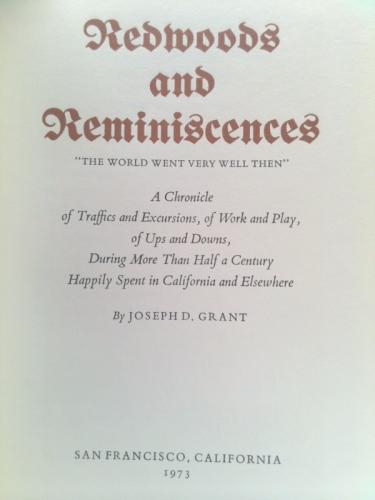 Redwoods
and
Reminiscences
"THE WORLD WENT VERY WELL THEN"
A Chronicle
of Traffics and Excursions, of Work and Play,
of Ups and Downs,
During More Than Half a Century
Happily Spent in California and Elsewhere
By JOSEPH D. GRANT
SAN FRANCISCO, CALIFORNIA
1973